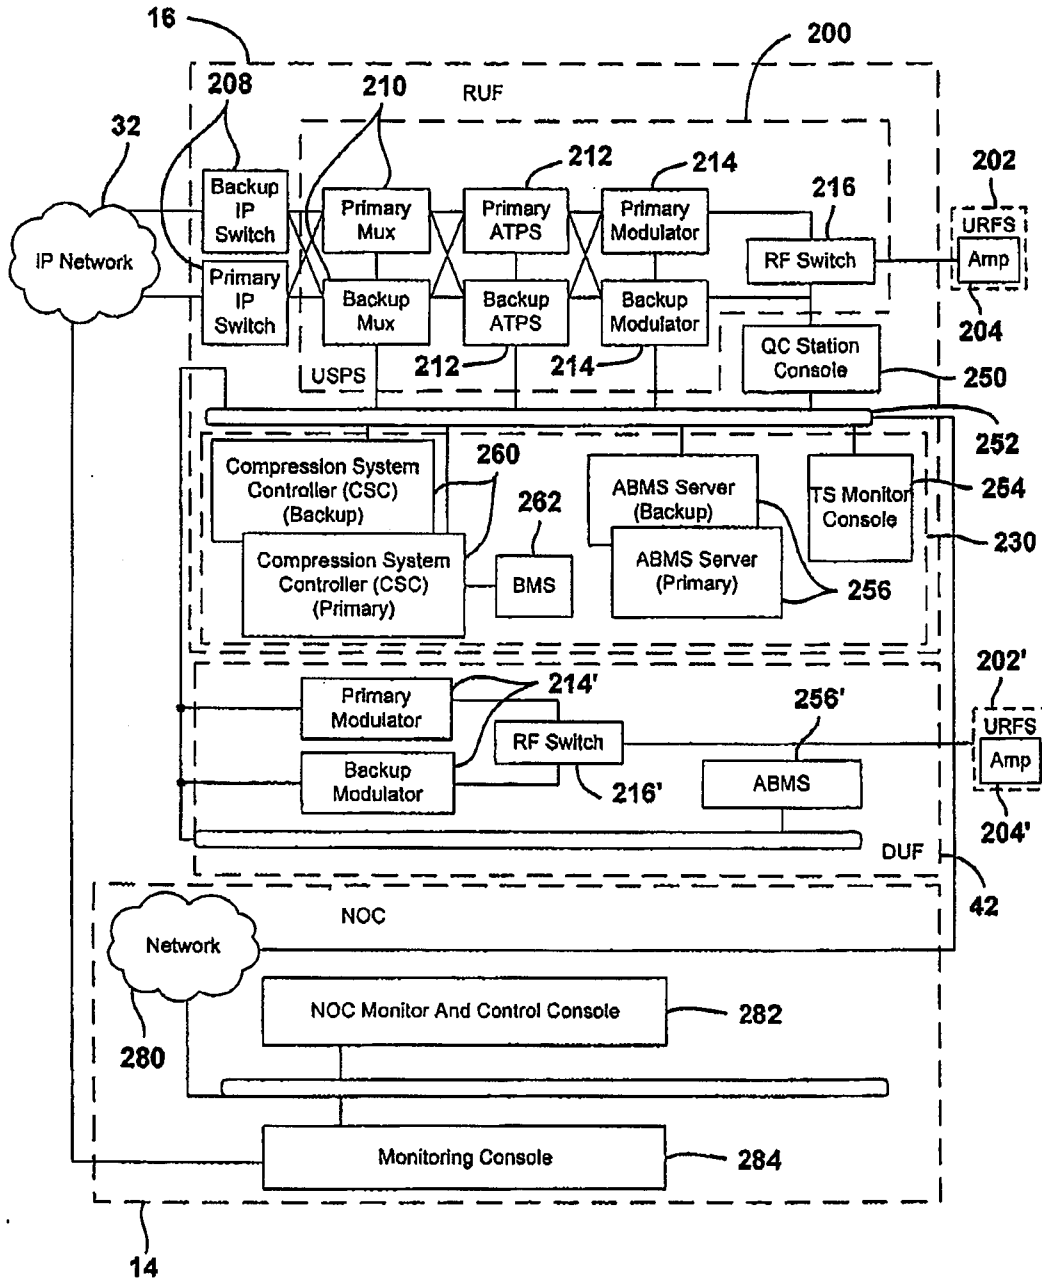 16
200
208
210
RUF
32
212
214
202
216
Backup
IP
Switch
Primary
Mux
Primary
ATPS
Primary
Modulator
URFS
Amp
RF Switch
IP Network
Primary
IP
Switch
Backup
Mux
Backup
ATPS
Backup
Modulator
204
QC Station
Console
212
214
250
USPS
252
Compression System
Controller (CSC)
(Backup)
260
ABMS Server
(Backup)
TS Monitor
Console
254
262
230
Compression System
Controller (CSC)
(Primary)
BMS
ABMS Server
(Primary)
256
214'
202'
256'
Primary
Modulator
URFS
RF Switch
Amp
Backup
Modulator
216'
ABMS
204'
DUF
42
NOC
Network
NOC Monitor And Control Console
282
280
Monitoring Console
284
14